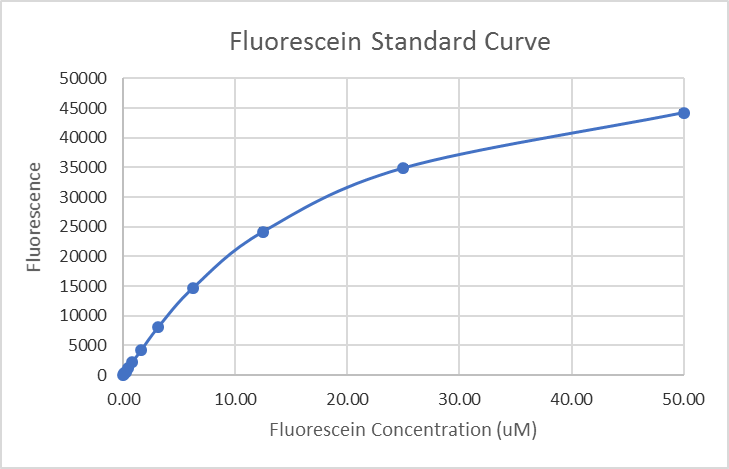 Fluorescein Standard Curve
50000
45000
40000
35000
30000
25000
20000
15000
10000
5000
0
Fluorescence
0.00 10.00 20.00 30.00 40.00 50.00
Fluorescein Concentration (uM)